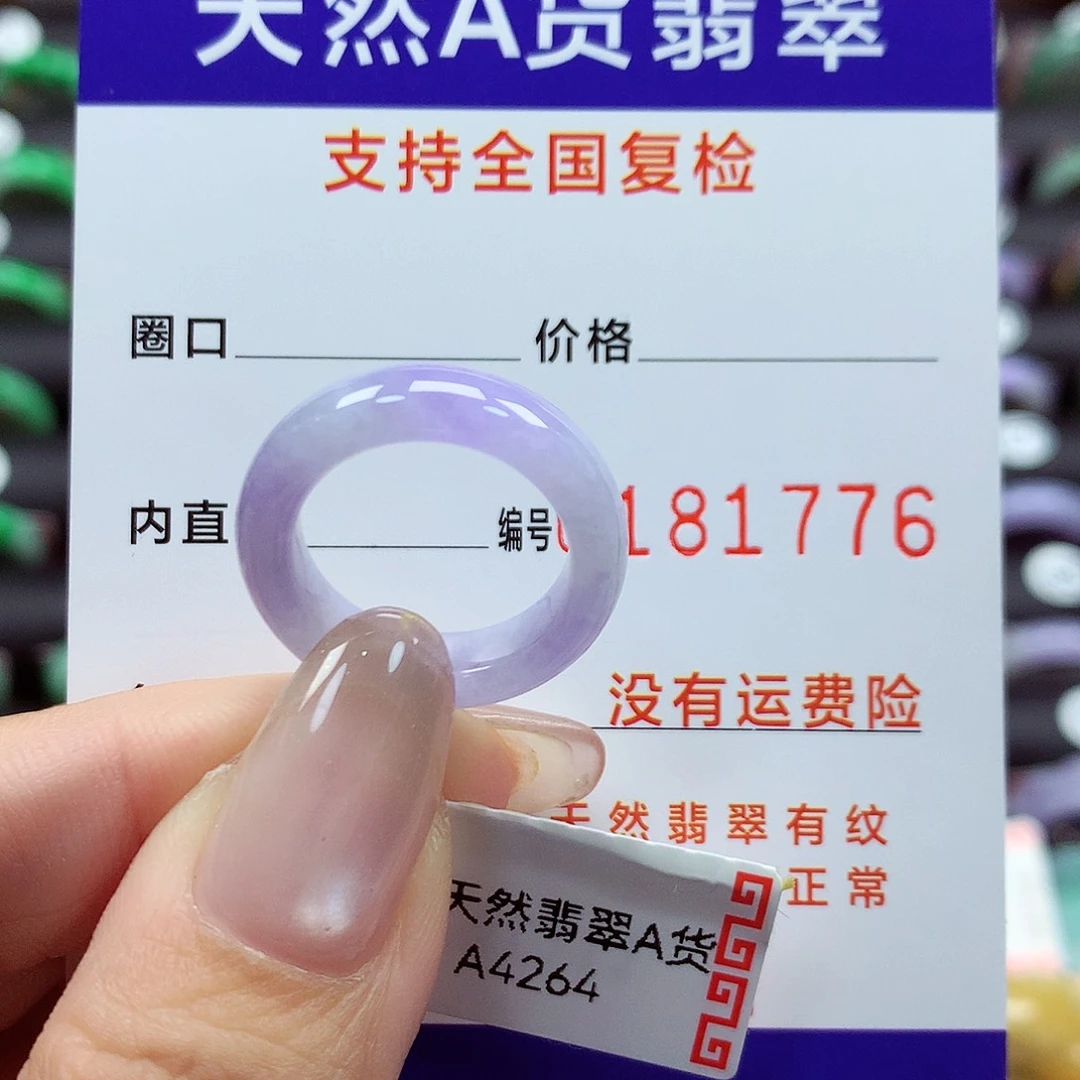 天然A货翡翠
支持全国复检
圈口 价格
内直 编号 181776
没有运费险
天然翡翠有纹
正常
天然翡翠A货
A4264